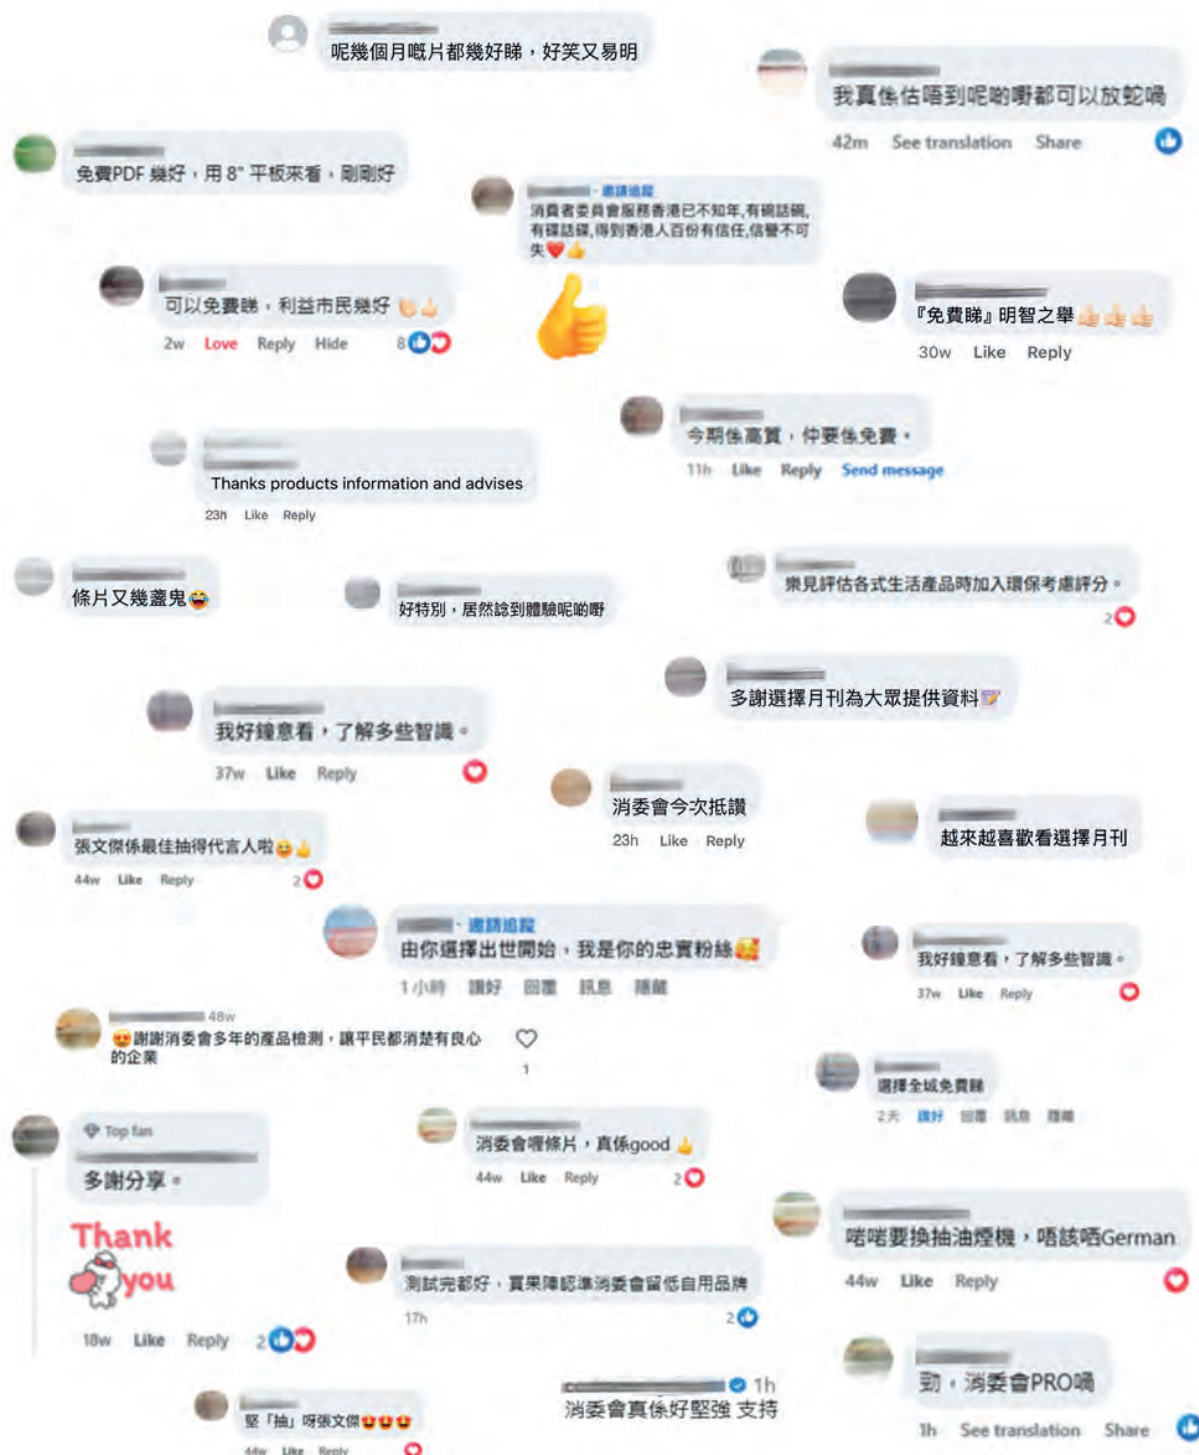 呢幾個月嘅片都幾好睇，好笑又易明
我真係估唔到呢啲嘢都可以放蛇喎
42m See translation Share
免費PDF 幾好，用 8" 平板來看，剛剛好
· 邀請追蹤
消費者委員會服務香港已不知年,有碗話碗,
有碟話碟,得到香港人百份有信任,信譽不可
失❤️👍
可以免費睇，利益市民幾好 👏🏻👍🏻
2w Love Reply Hide 8
『免費睇』明智之舉👍🏻👍🏻👍🏻
30w Like Reply
今期係高質，仲要係免費。
11h Like Reply Send message
Thanks products information and advises
23h Like Reply
條片又幾盞鬼😂
好特別，居然諗到體驗呢啲嘢
樂見評估各式生活產品時加入環保考慮評分。
2
多謝選擇月刊為大眾提供資料📝
我好鐘意看，了解多些智識。
37w Like Reply
消委會今次抵讚
23h Like Reply
越來越喜歡看選擇月刊
張文傑係最佳抽得代言人啦😆👍
44w Like Reply 2
· 邀請追蹤
由你選擇出世開始，我是你的忠實粉絲🥰
1小時 讚好 回覆 訊息 隱藏
我好鐘意看，了解多些智識。
37w Like Reply
48w
😍謝謝消委會多年的產品檢測，讓平民都消楚有良心
的企業
1
選擇全城免費睇
2天 讚好 回覆 訊息 隱藏
Top fan
多謝分享。
Thank
you
18w Like Reply 2
消委會喱條片，真係good 👍
44w Like Reply 2
啱啱要換抽油煙機，唔該晒German
44w Like Reply
測試完都好，買果陣認準消委會留低自用品牌
17h 2
1h
消委會真係好堅強 支持
勁，消委會PRO喎
1h See translation Share
堅「抽」呀張文傑😍😍😍
44w Like Reply